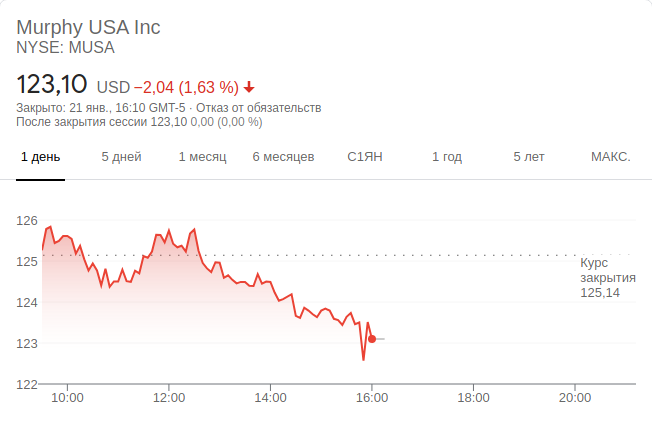 Murphy USA Inc
NYSE: MUSA
123,10 USD −2,04 (1,63 %)
Закрыто: 21 янв., 16:10 GMT-5 · Отказ от обязательств
После закрытия сессии 123,10 0,00 (0,00 %)
1 день 5 дней 1 месяц 6 месяцев С1ЯН 1 год 5 лет МАКС.
126
125
124
123
122
Курс
закрытия
125,14
10:00 12:00 14:00 16:00 18:00 20:00